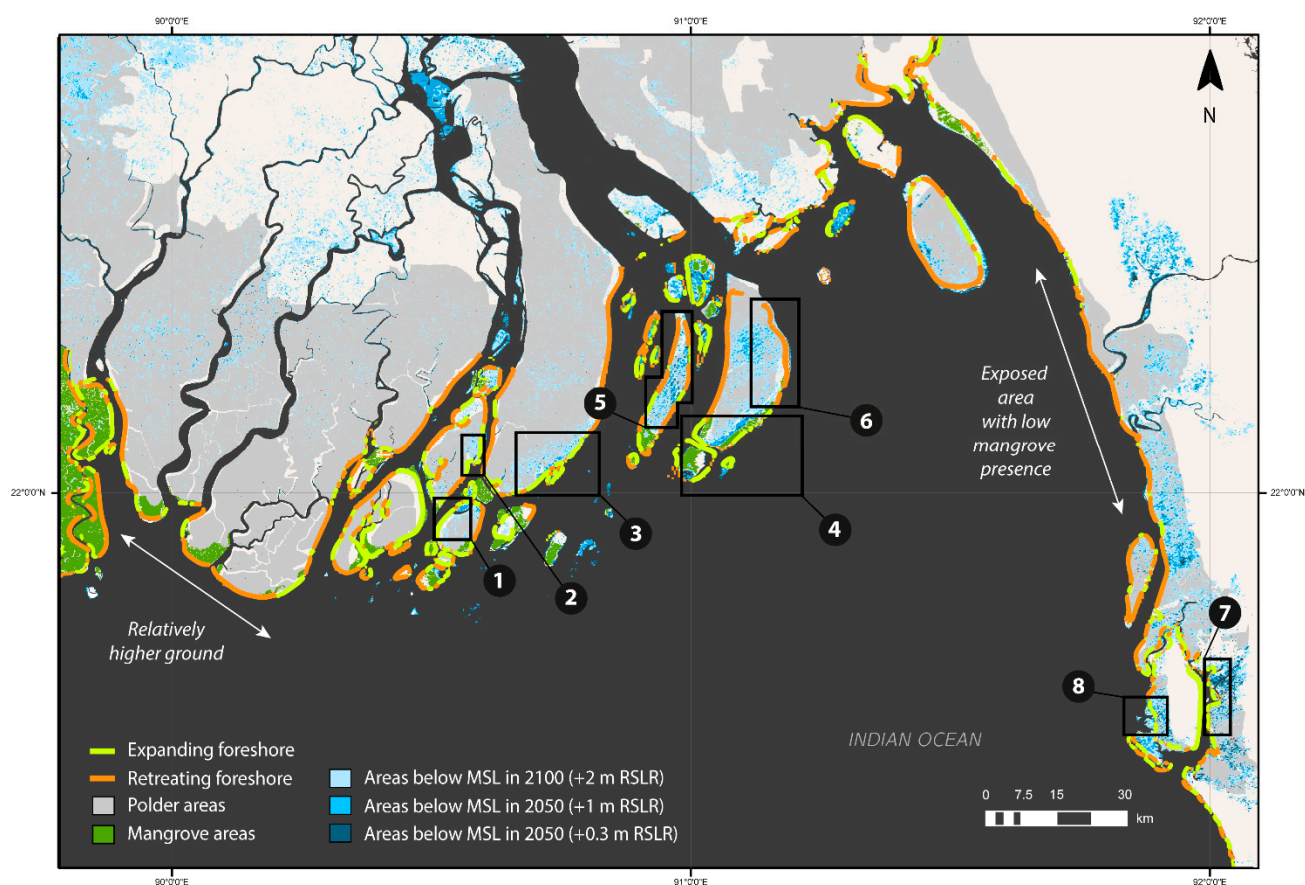 90°0'0"E
91°0'0"E
92°0'0"E
N
Exposed
area
with low
mangrove
presence
5
6
22°0'0"N
22°0'0"N
3
4
1
2
Relatively
higher ground
7
8
INDIAN OCEAN
Expanding foreshore
Retreating foreshore
Polder areas
Mangrove areas
Areas below MSL in 2100 (+2 m RSLR)
Areas below MSL in 2050 (+1 m RSLR)
Areas below MSL in 2050 (+0.3 m RSLR)
0 7.5 15 30
km
90°0'0"E
91°0'0"E
92°0'0"E